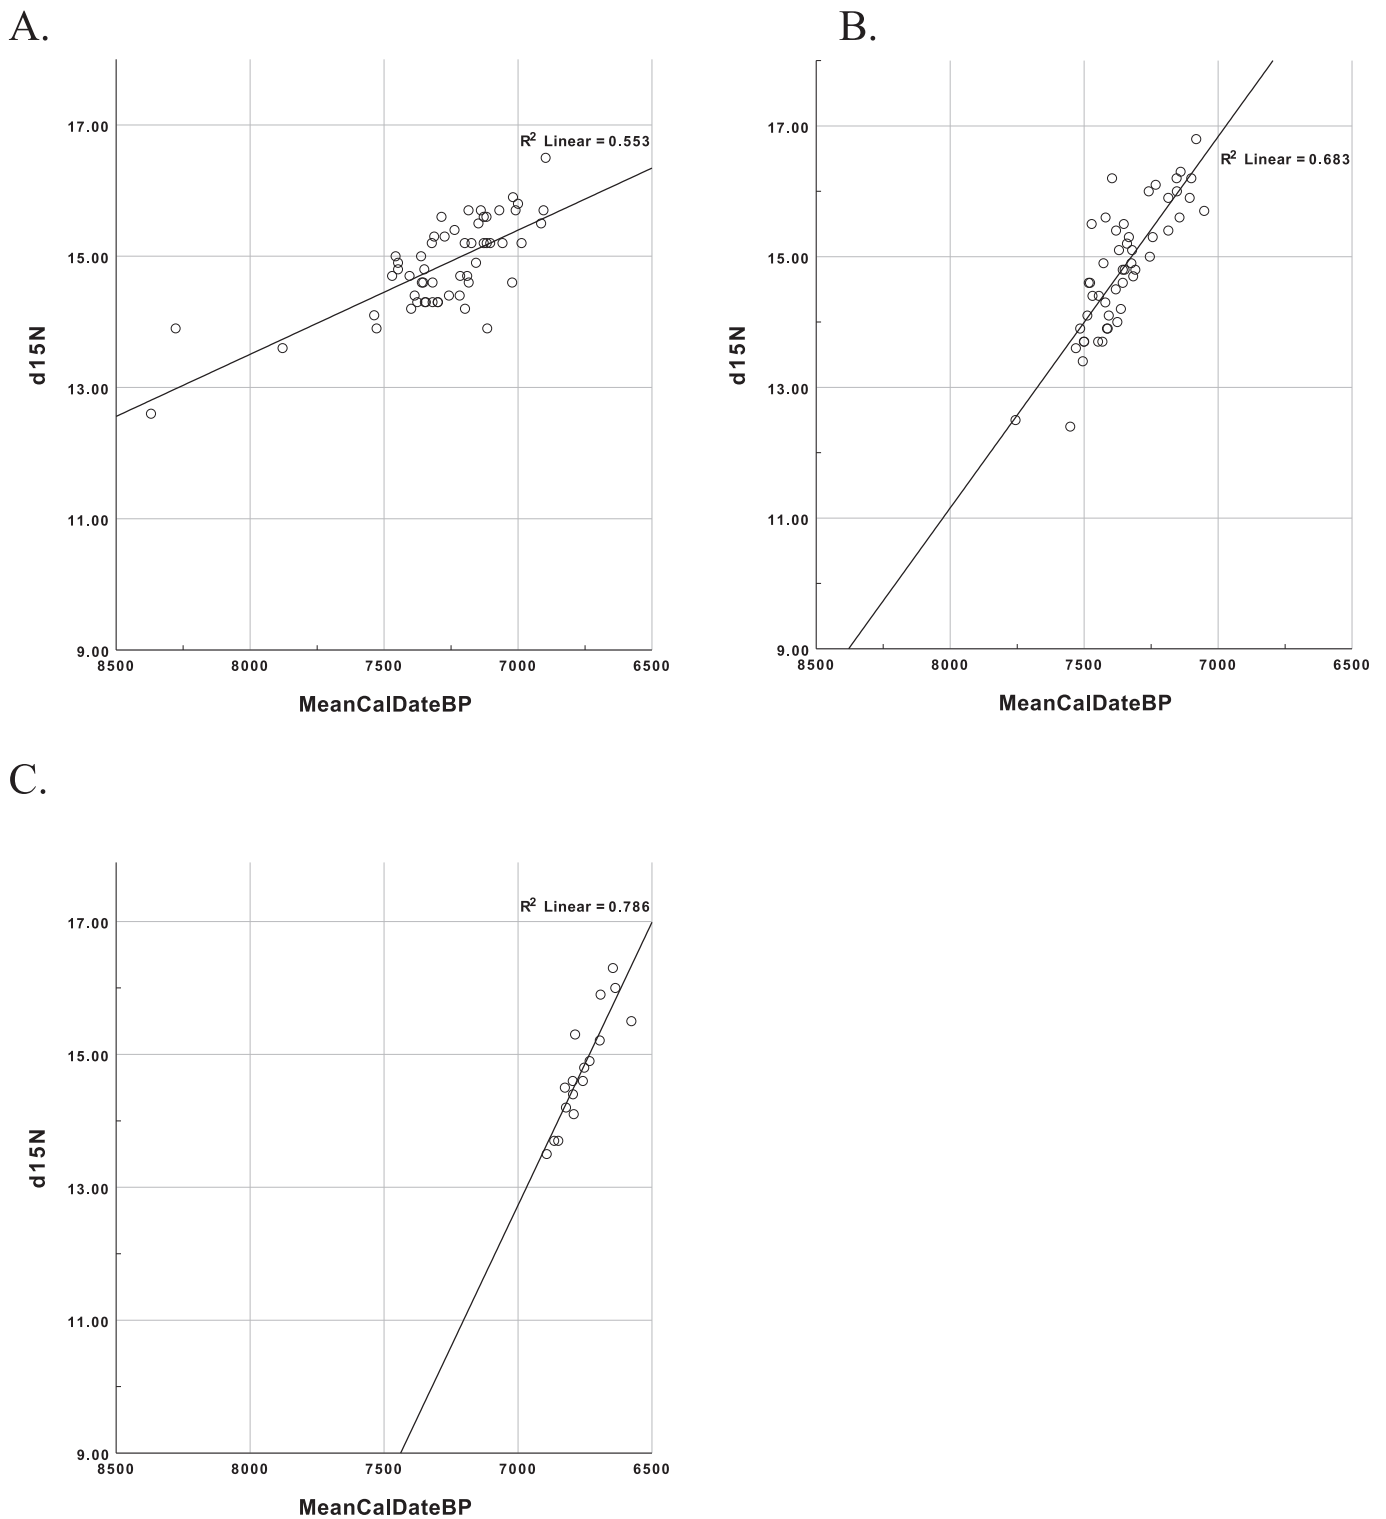 A.
17.00
R² Linear = 0.553
15.00
d15N
13.00
11.00
9.00
8500 8000 7500 7000 6500
MeanCalDateBP
B.
17.00
R² Linear = 0.683
15.00
d15N
13.00
11.00
9.00
8500 8000 7500 7000 6500
MeanCalDateBP
C.
R² Linear = 0.786
17.00
15.00
d15N
13.00
11.00
9.00
8500 8000 7500 7000 6500
MeanCalDateBP